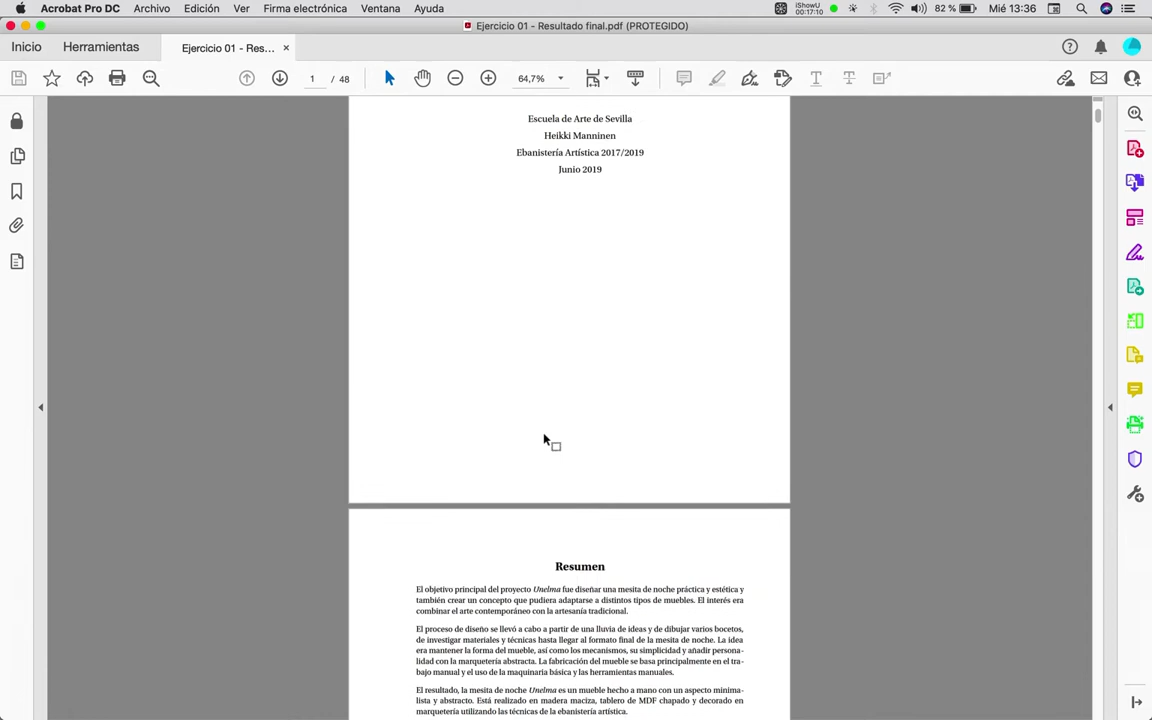 Acrobat Pro DC Archivo Edición Ver Firma electrónica Ventana Ayuda iShowU 00:17:10 82 % Mié 13:36
Ejercicio 01 - Resultado final.pdf (PROTEGIDO)
Inicio Herramientas Ejercicio 01 - Res... ×
1 / 48 64,7%
Escuela de Arte de Sevilla
Heikki Manninen
Ebanistería Artística 2017/2019
Junio 2019
Resumen
El objetivo principal del proyecto Unelma fue diseñar una mesita de noche práctica y estética y
también crear un concepto que pudiera adaptarse a distintos tipos de muebles. El interés era
combinar el arte contemporáneo con la artesanía tradicional.
El proceso de diseño se llevó a cabo a partir de una lluvia de ideas y de dibujar varios bocetos,
de investigar materiales y técnicas hasta llegar al formato final de la mesita de noche. La idea
era mantener la forma del mueble, así como los mecanismos, su simplicidad y añadir persona-
lidad con la marquetería abstracta. La fabricación del mueble se basa principalmente en el tra-
bajo manual y el uso de la maquinaria básica y las herramientas manuales.
El resultado, la mesita de noche Unelma es un mueble hecho a mano con un aspecto minima-
lista y abstracto. Está realizado en madera maciza, tablero de MDF chapado y decorado en
marquetería utilizando las técnicas de la ebanistería artística.